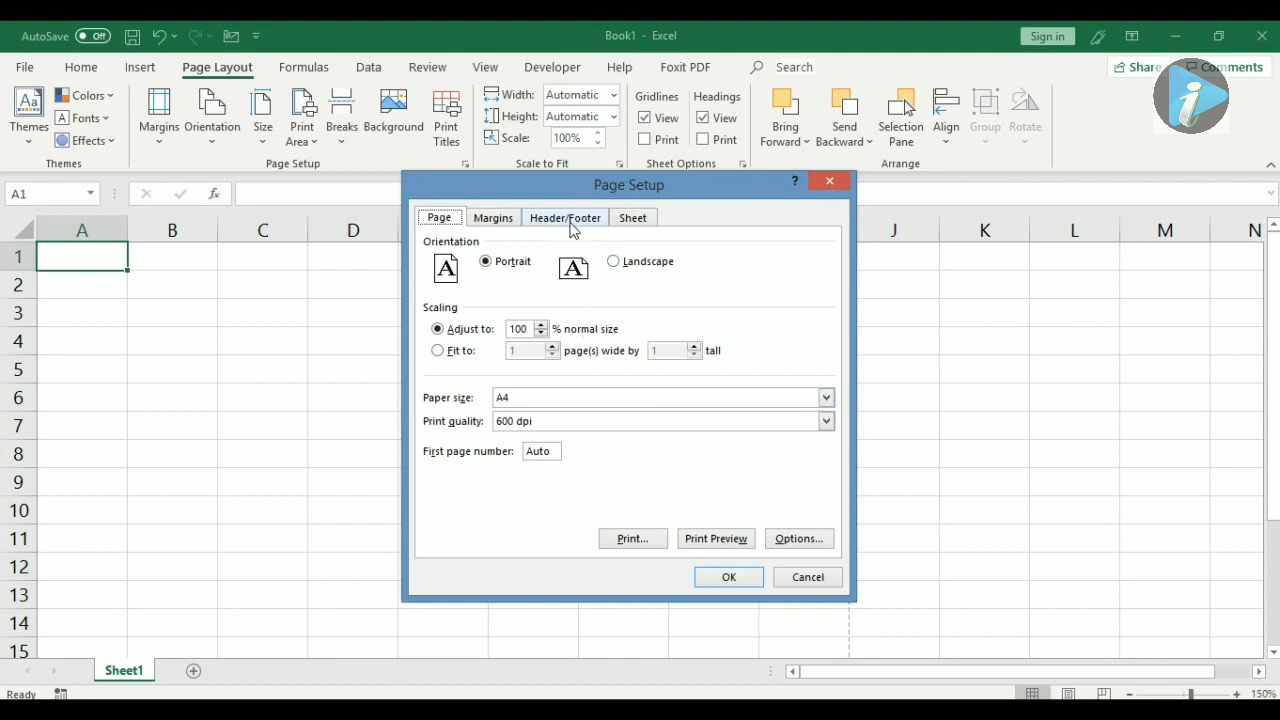 AutoSave Off
Book1 - Excel
Sign in
File Home Insert Page Layout Formulas Data Review View Developer Help Foxit PDF Search
Share Comments
Themes
Colors
Fonts
Effects
Themes
Margins Orientation Size Print Area Breaks Background Print Titles
Page Setup
Width: Automatic
Height: Automatic
Scale: 100%
Scale to Fit
Gridlines Headings
View View
Print Print
Sheet Options
Bring Forward Send Backward Selection Pane Align Group Rotate
Arrange
A1 fx
A B C D J K L M N
1
2
3
4
5
6
7
8
9
10
11
12
13
14
15
Page Setup ?
Page Margins Header/Footer Sheet
Orientation
A Portrait A Landscape
Scaling
Adjust to: 100 % normal size
Fit to: 1 page(s) wide by 1 tall
Paper size: A4
Print quality: 600 dpi
First page number: Auto
Print... Print Preview Options...
OK Cancel
Sheet1
Ready 150%